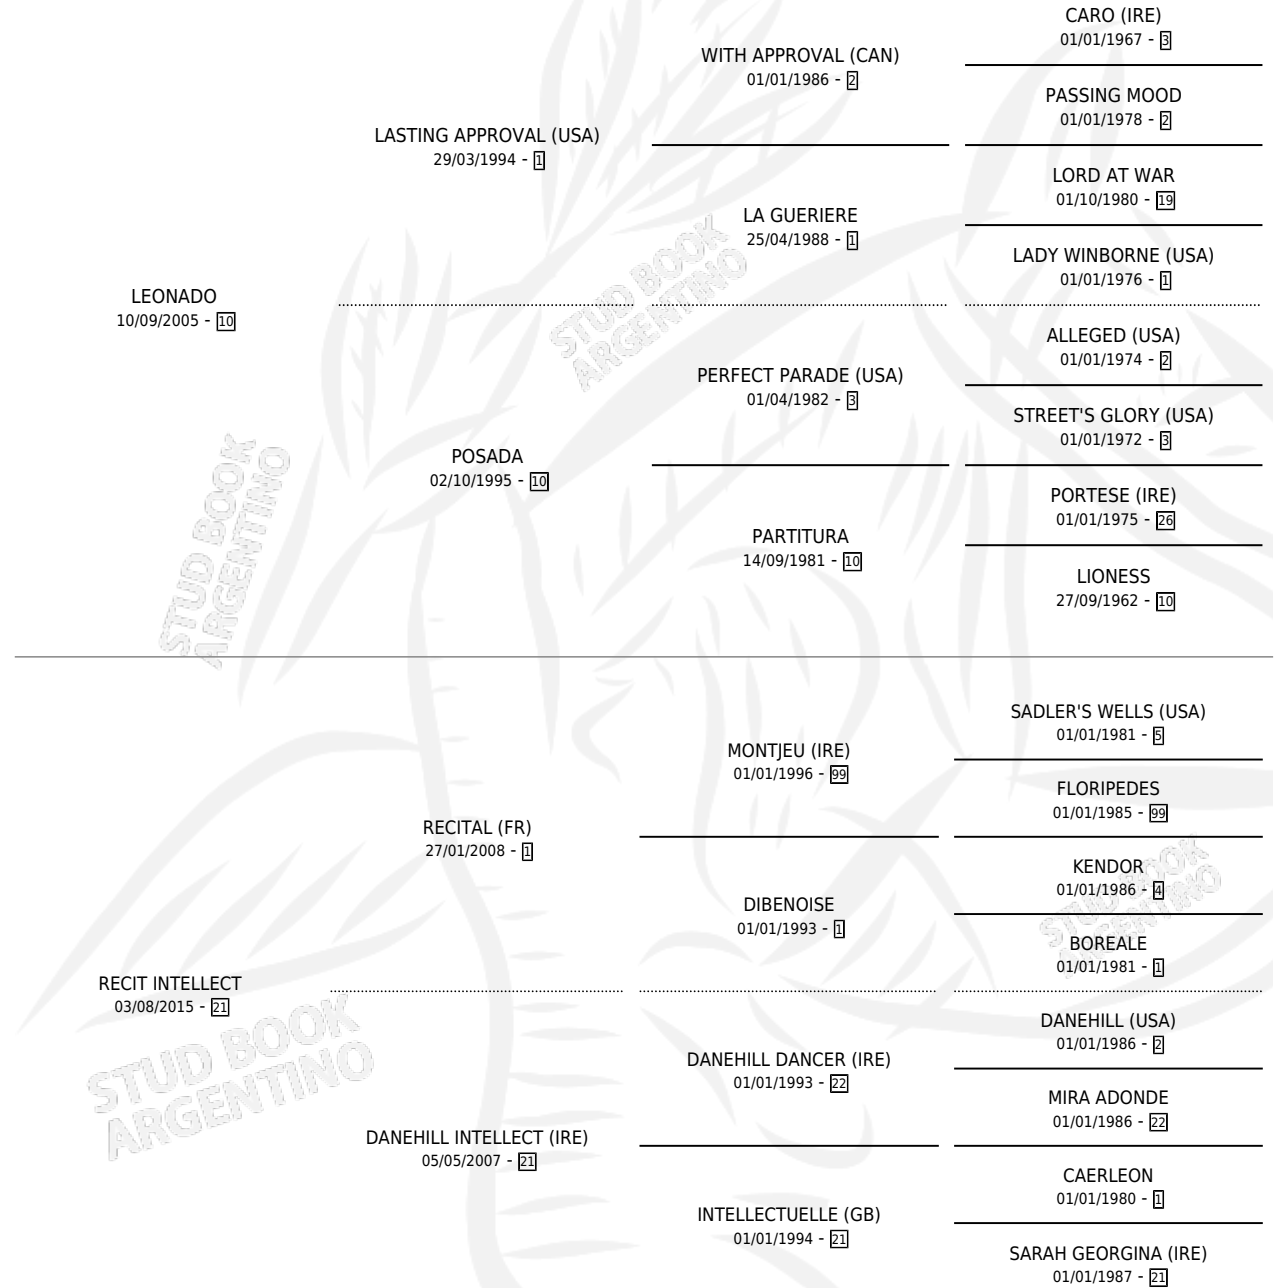 CARO (IRE)
01/01/1967 - 3
WITH APPROVAL (CAN)
01/01/1986 - 2
PASSING MOOD
01/01/1978 - 2
LASTING APPROVAL (USA)
29/03/1994 - 1
LORD AT WAR
01/10/1980 - 19
LA GUERIERE
25/04/1988 - 1
LADY WINBORNE (USA)
01/01/1976 - 1
LEONADO
10/09/2005 - 10
STUD BOOK
ARGENTINO
ALLEGED (USA)
01/01/1974 - 2
PERFECT PARADE (USA)
01/04/1982 - 3
STREET'S GLORY (USA)
01/01/1972 - 3
POSADA
02/10/1995 - 10
PORTESE (IRE)
01/01/1975 - 26
PARTITURA
14/09/1981 - 10
LIONESS
27/09/1962 - 10
STUD BOOK
ARGENTINO
SADLER'S WELLS (USA)
01/01/1981 - 5
MONTJEU (IRE)
01/01/1996 - 99
FLORIPEDES
01/01/1985 - 99
RECITAL (FR)
27/01/2008 - 1
KENDOR
01/01/1986 - 4
DIBENOISE
01/01/1993 - 1
STUD BOOK
ARGENTINO
BOREALE
01/01/1981 - 1
RECIT INTELLECT
03/08/2015 - 21
DANEHILL (USA)
01/01/1986 - 2
DANEHILL DANCER (IRE)
01/01/1993 - 22
MIRA ADONDE
01/01/1986 - 22
STUD BOOK
ARGENTINO
DANEHILL INTELLECT (IRE)
05/05/2007 - 21
CAERLEON
01/01/1980 - 1
INTELLECTUELLE (GB)
01/01/1994 - 21
SARAH GEORGINA (IRE)
01/01/1987 - 21